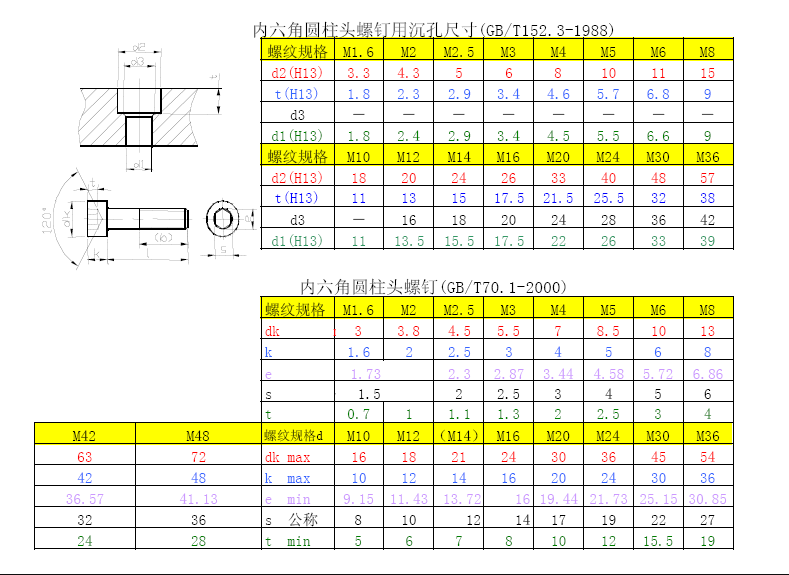 内六角圆柱头螺钉用沉孔尺寸(GB/T152.3-1988)
螺纹规格 M1.6 M2 M2.5 M3 M4 M5 M6 M8
d2(H13) 3.3 4.3 5 6 8 10 11 15
t(H13) 1.8 2.3 2.9 3.4 4.6 5.7 6.8 9
d3 — — — — — — — —
d1(H13) 1.8 2.4 2.9 3.4 4.5 5.5 6.6 9
螺纹规格 M10 M12 M14 M16 M20 M24 M30 M36
d2(H13) 18 20 24 26 33 40 48 57
t(H13) 11 13 15 17.5 21.5 25.5 32 38
d3 — 16 18 20 24 28 36 42
d1(H13) 11 13.5 15.5 17.5 22 26 33 39
d2
d3
t
d1
t
120°
dk
(b)
k
l
s
e
内六角圆柱头螺钉(GB/T70.1-2000)
螺纹规格 M1.6 M2 M2.5 M3 M4 M5 M6 M8
dk 3 3.8 4.5 5.5 7 8.5 10 13
k 1.6 2 2.5 3 4 5 6 8
e 1.73 2.3 2.87 3.44 4.58 5.72 6.86
s 1.5 2 2.5 3 4 5 6
t 0.7 1 1.1 1.3 2 2.5 3 4
M42 M48 螺纹规格d M10 M12 (M14) M16 M20 M24 M30 M36
63 72 dk max 16 18 21 24 30 36 45 54
42 48 k max 10 12 14 16 20 24 30 36
36.57 41.13 e min 9.15 11.43 13.72 16 19.44 21.73 25.15 30.85
32 36 s 公称 8 10 12 14 17 19 22 27
24 28 t min 5 6 7 8 10 12 15.5 19